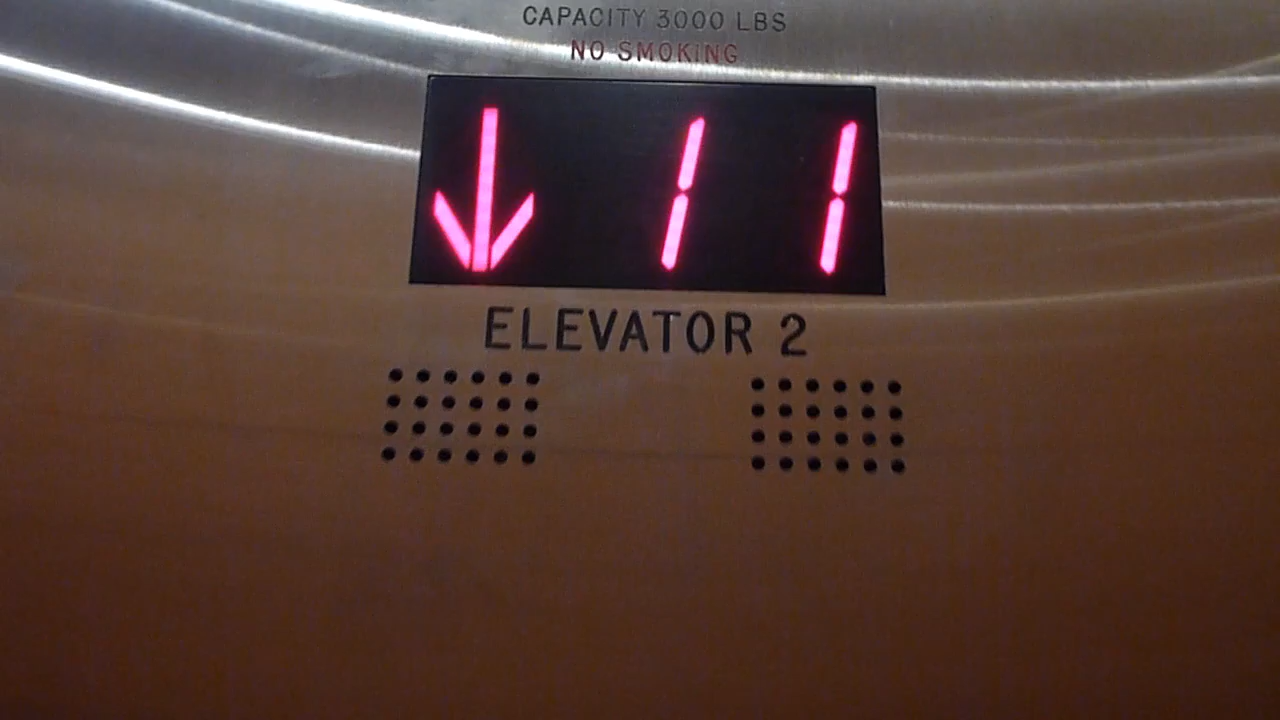 CAPACITY 3000 LBS
NO SMOKING
↓ 11
ELEVATOR 2